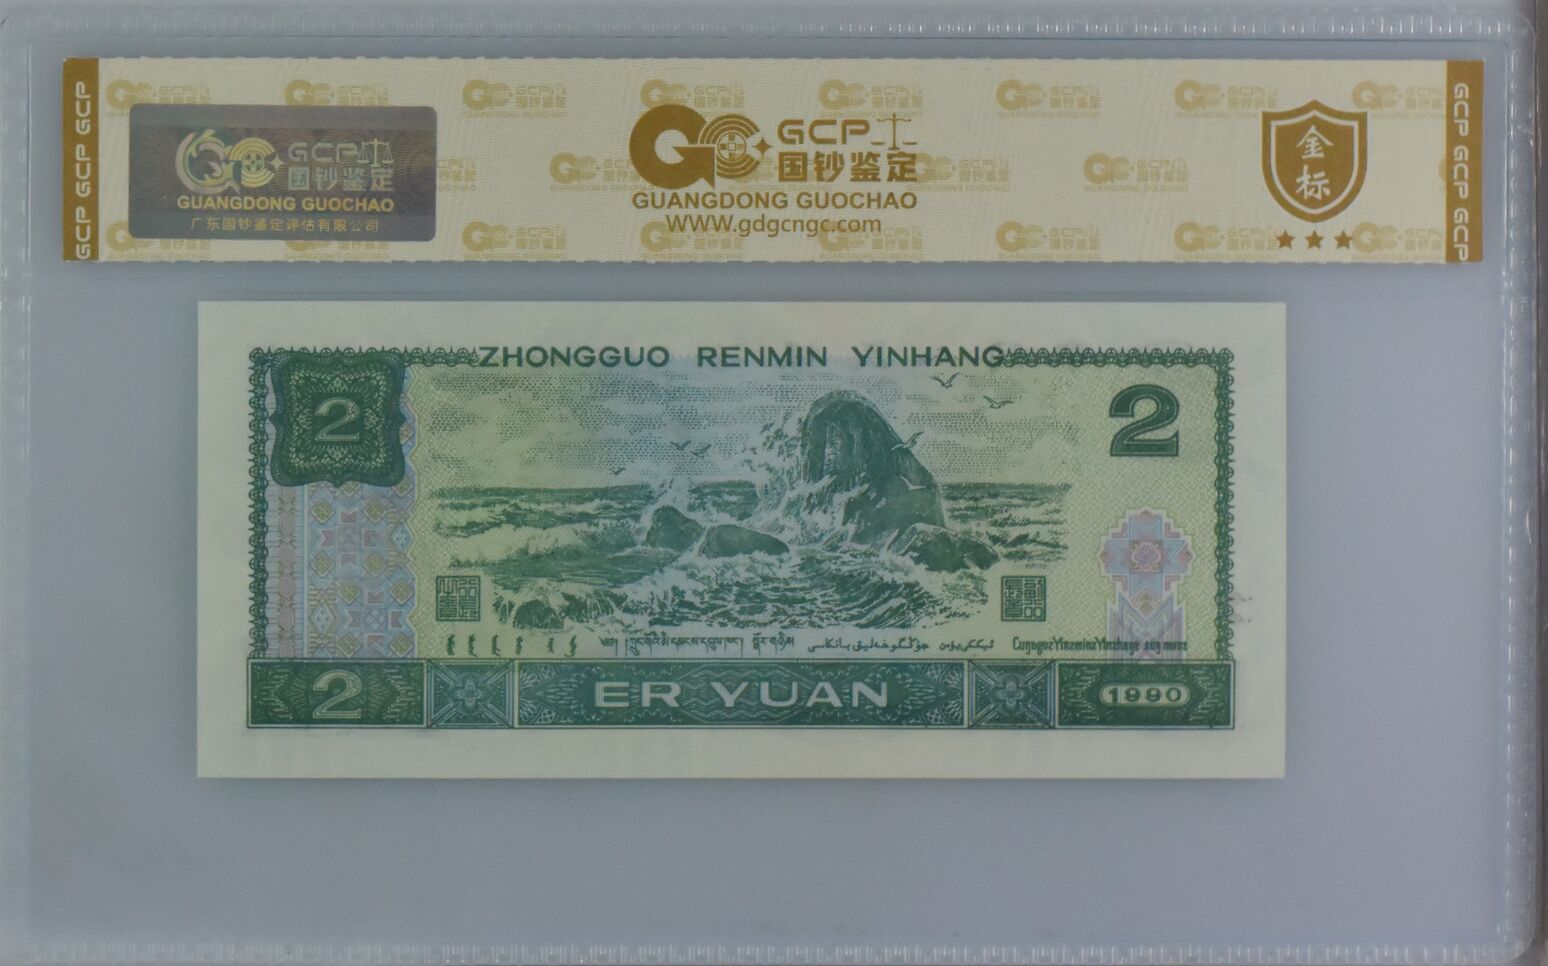 GCP GCP GCP
GCP
国钞鉴定
GUANGDONG GUOCHAO
广东国钞鉴定评估有限公司
GCP
国钞鉴定
GUANGDONG GUOCHAO
WWW.gdgcngc.com
金
标
GCP GCP GCP
ZHONGGUO RENMIN YINHANG
2
2
2
ER YUAN
1990